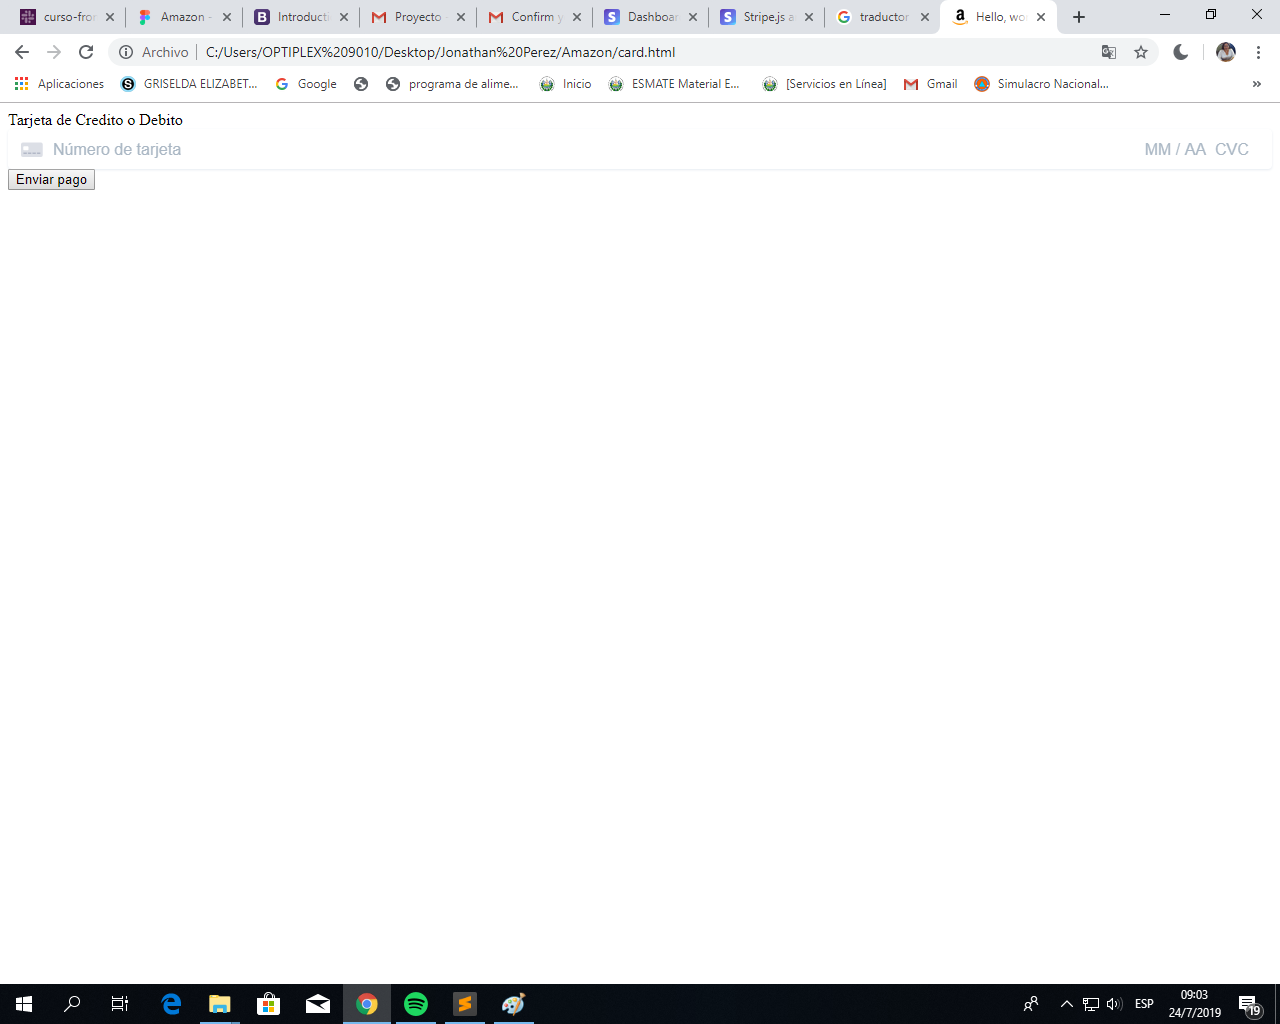 curso-fror
Amazon -
Introducti
Proyecto
Confirm y
Dashboar
Stripe.js a
traductor
Hello, wo
Archivo
C:/Users/OPTIPLEX%209010/Desktop/Jonathan%20Perez/Amazon/card.html
Aplicaciones
GRISELDA ELIZABET...
Google
programa de alime...
Inicio
ESMATE Material E...
[Servicios en Línea]
Gmail
Simulacro Nacional...
»
Tarjeta de Credito o Debito
Número de tarjeta
MM / AA CVC
Enviar pago
ESP
09:03
24/7/2019
19